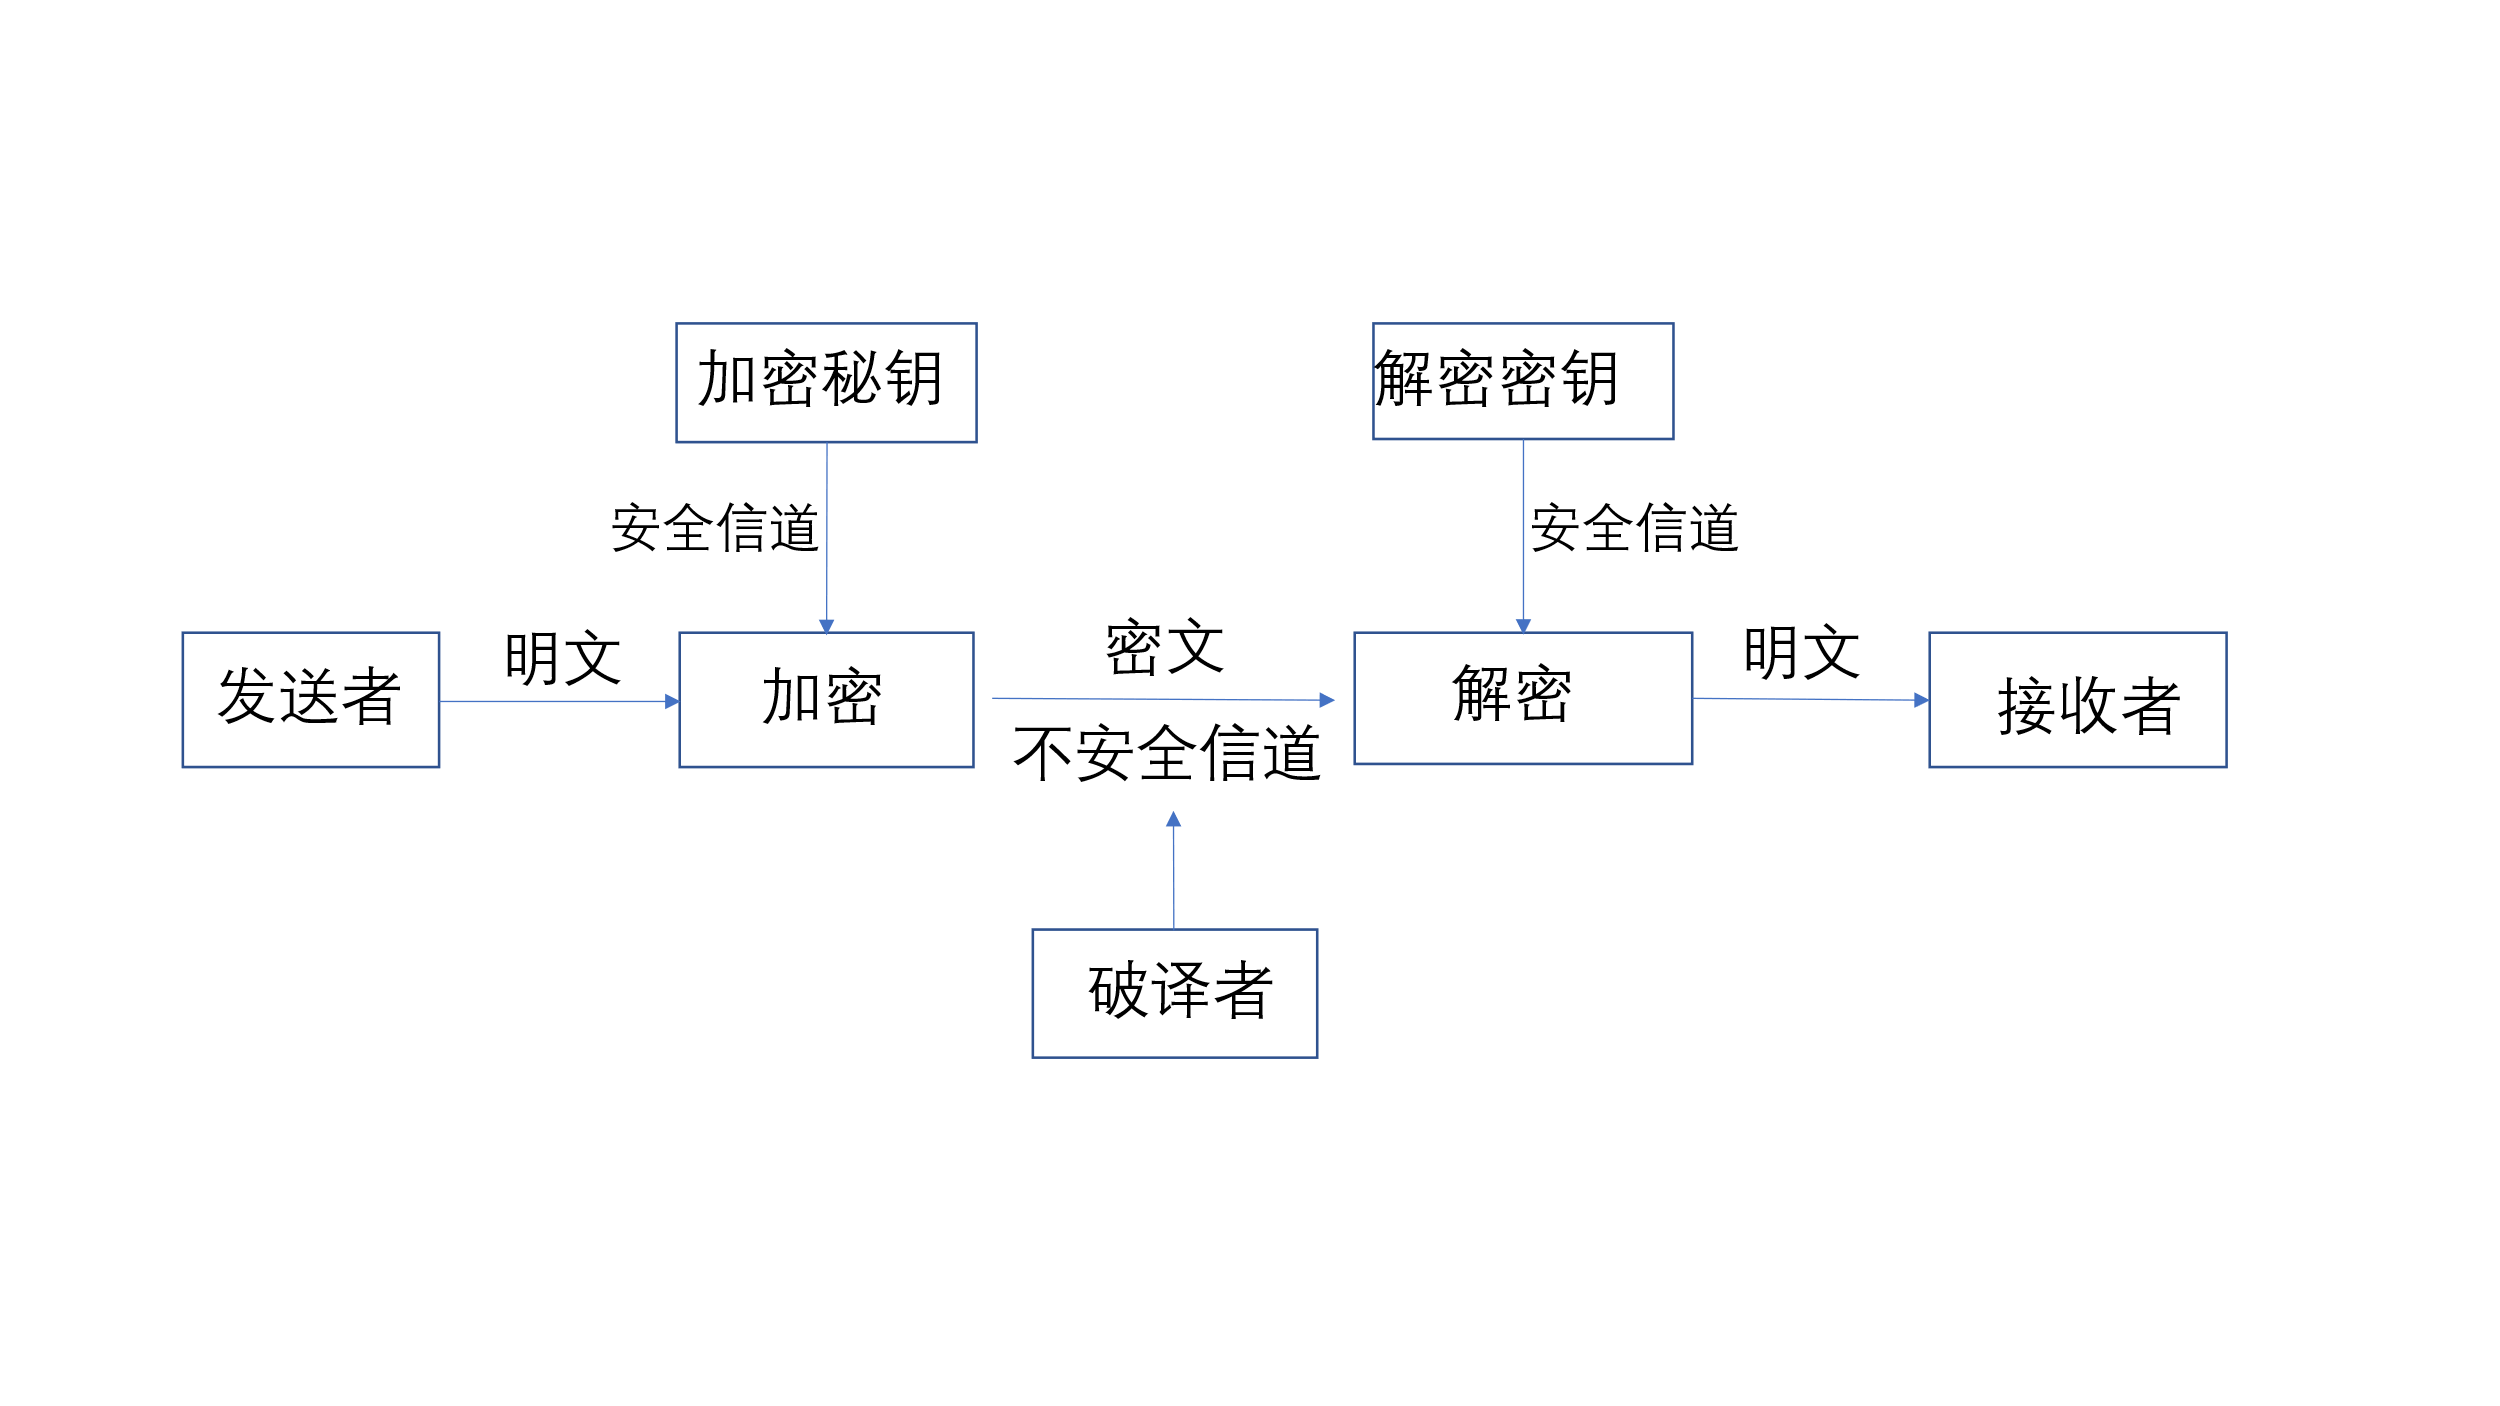 加密秘钥
解密密钥
安全信道
安全信道
发送者
明文
加密
密文
不安全信道
解密
明文
接收者
破译者